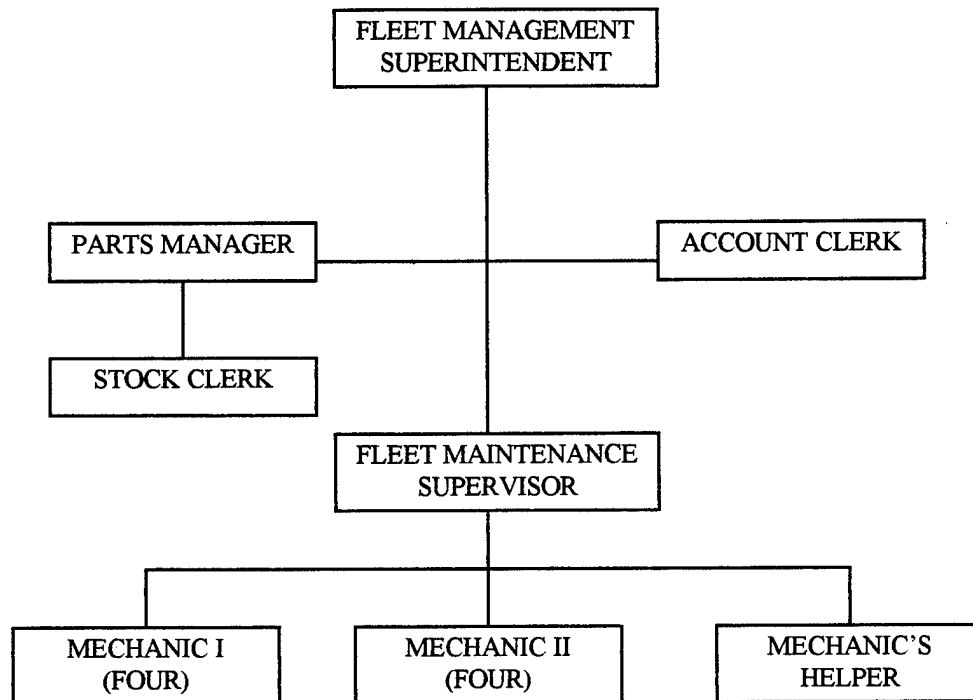 FLEET MANAGEMENT
SUPERINTENDENT
PARTS MANAGER
ACCOUNT CLERK
STOCK CLERK
FLEET MAINTENANCE
SUPERVISOR
MECHANIC I
(FOUR)
MECHANIC II
(FOUR)
MECHANIC’S
HELPER